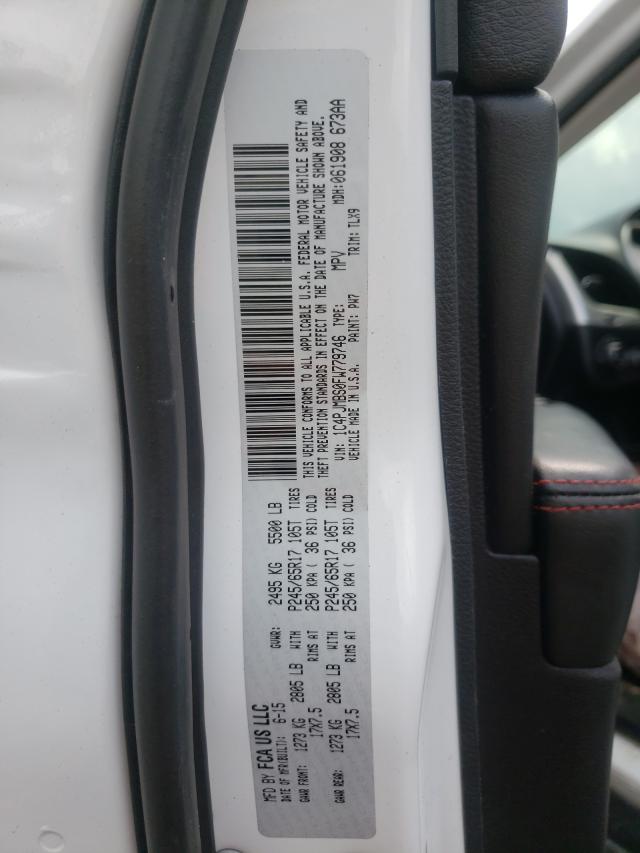 MFD BY FCA US LLC
DATE OF MFR(BUILT): 6-15 GVWR: 2495 KG 5500 LB
GAWR FRONT: 1273 KG 2805 LB WITH P245/65R17 105T TIRES
17X7.5 RIMS AT 250 KPA ( 36 PSI) COLD
GAWR REAR: 1273 KG 2805 LB WITH P245/65R17 105T TIRES
17X7.5 RIMS AT 250 KPA ( 36 PSI) COLD
THIS VEHICLE CONFORMS TO ALL APPLICABLE U.S.A. FEDERAL MOTOR VEHICLE SAFETY AND
THEFT PREVENTION STANDARDS IN EFFECT ON THE DATE OF MANUFACTURE SHOWN ABOVE.
VIN: 1C4PJMBS0FW779746 TYPE: MPV MDH:061908 673AA
VEHICLE MADE IN U.S.A. PAINT: PW7 TRIM: TLX9